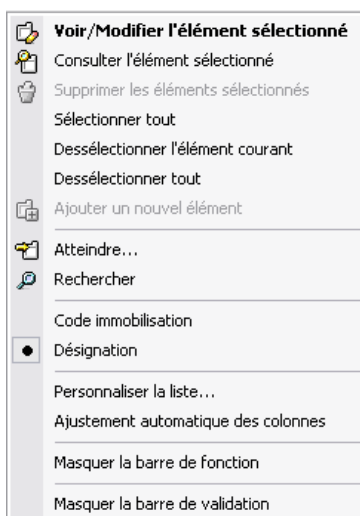 Voir/Modifier l'élément sélectionné
Consulter l'élément sélectionné
Supprimer les éléments sélectionnés
Sélectionner tout
Dessélectionner l'élément courant
Dessélectionner tout
Ajouter un nouvel élément
Atteindre...
Rechercher
Code immobilisation
Désignation
Personnaliser la liste...
Ajustement automatique des colonnes
Masquer la barre de fonction
Masquer la barre de validation